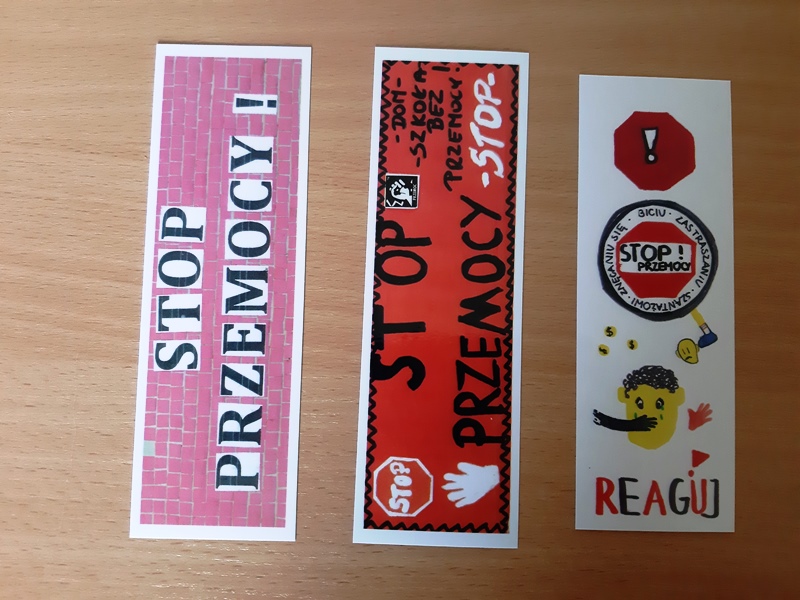 STOP
PRZEMOCY !
-DOM-
-SZKOŁA
BEZ
PRZEMOCY!
-STOP-
STOP
PRZEMOCY
STOP
!
ZNĘCANIU SIĘ · BICIU · ZASTRASZANIU · SZANTAŻOWI ·
STOP !
PRZEMOCY
$
$
$
REAGUJ